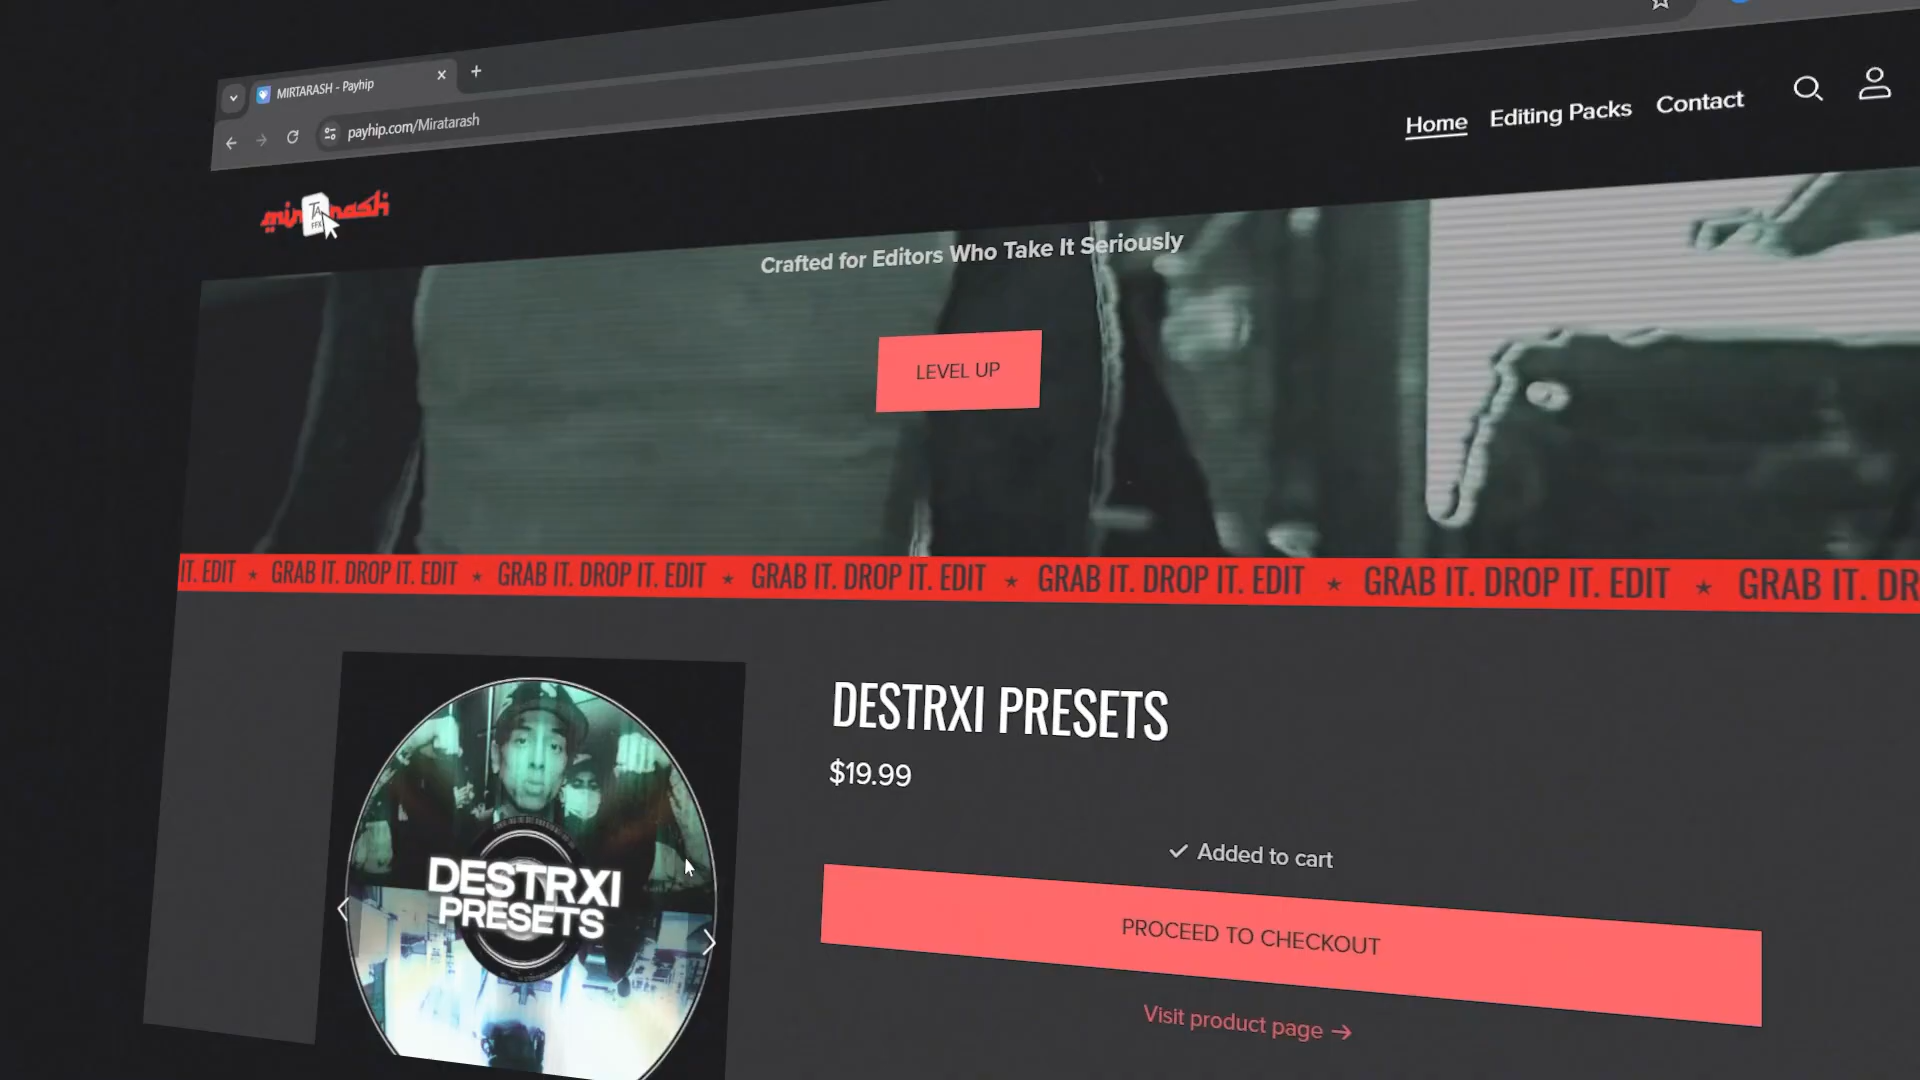 MIRTARASH - Payhip
payhip.com/Miratarash
Home
Editing Packs
Contact
TA
FFX
Crafted for Editors Who Take It Seriously
LEVEL UP
IT. EDIT ★ GRAB IT. DROP IT. EDIT ★ GRAB IT. DROP IT. EDIT ★ GRAB IT. DROP IT. EDIT ★ GRAB IT. DROP IT. EDIT ★ GRAB IT. DROP IT. EDIT ★ GRAB IT. DR
DESTRXI PRESETS
$19.99
Added to cart
PROCEED TO CHECKOUT
Visit product page →
DESTRXI
PRESETS